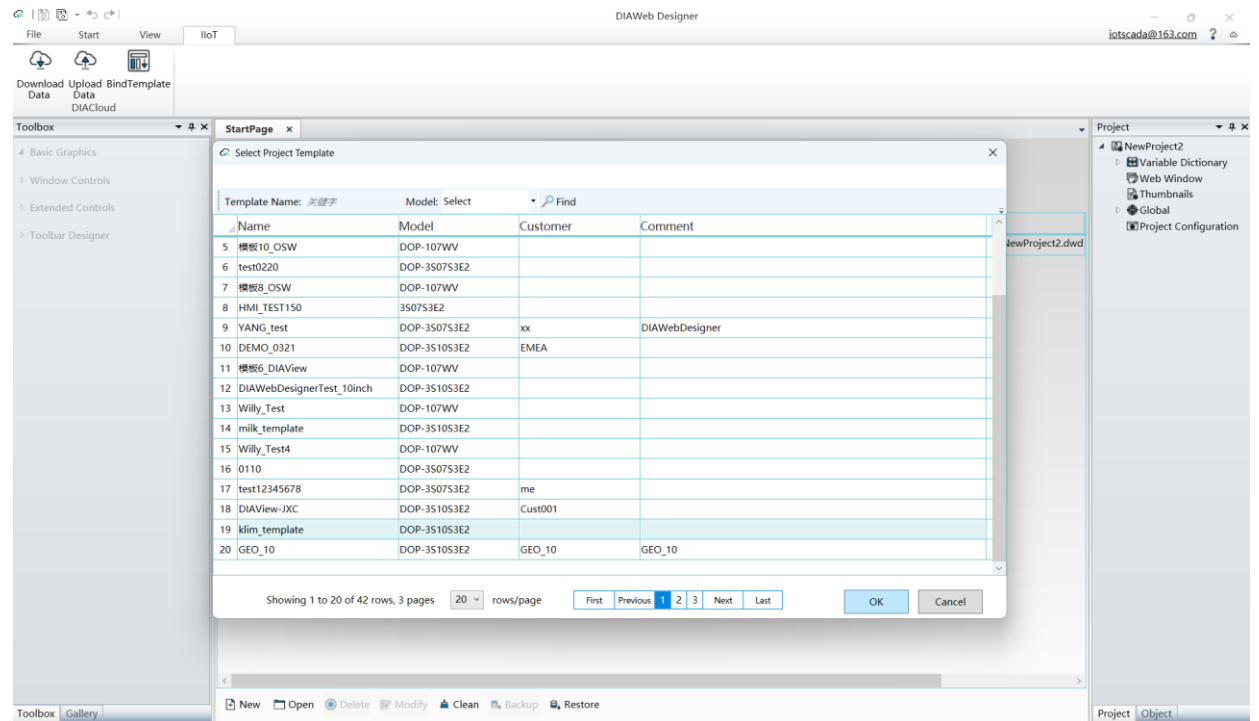 DIAWeb Designer
File Start View IIoT
iotscada@163.com ?
Download Data Upload Data BindTemplate
DIACloud
Toolbox
Basic Graphics
Window Controls
Extended Controls
Toolbar Designer
StartPage
Select Project Template
Template Name: 关键字 Model: Select Find
Name Model Customer Comment
5 模板10_OSW DOP-107WV
6 test0220 DOP-3S07S3E2
7 模板8_OSW DOP-107WV
8 HMI_TEST150 3S07S3E2
9 YANG_test DOP-3S07S3E2 xx DIAWebDesigner
10 DEMO_0321 DOP-3S10S3E2 EMEA
11 模板6_DIAView DOP-107WV
12 DIAWebDesignerTest_10inch DOP-3S10S3E2
13 Willy_Test DOP-107WV
14 milk_template DOP-3S10S3E2
15 Willy_Test4 DOP-107WV
16 0110 DOP-3S07S3E2
17 test12345678 DOP-3S07S3E2 me
18 DIAView-JXC DOP-3S10S3E2 Cust001
19 klim_template DOP-3S10S3E2
20 GEO_10 DOP-3S10S3E2 GEO_10 GEO_10
Showing 1 to 20 of 42 rows, 3 pages 20 rows/page First Previous 1 2 3 Next Last OK Cancel
NewProject2.dwd
New Open Delete Modify Clean Backup Restore
Toolbox Gallery
Project
NewProject2
Variable Dictionary
Web Window
Thumbnails
Global
Project Configuration
Project Object